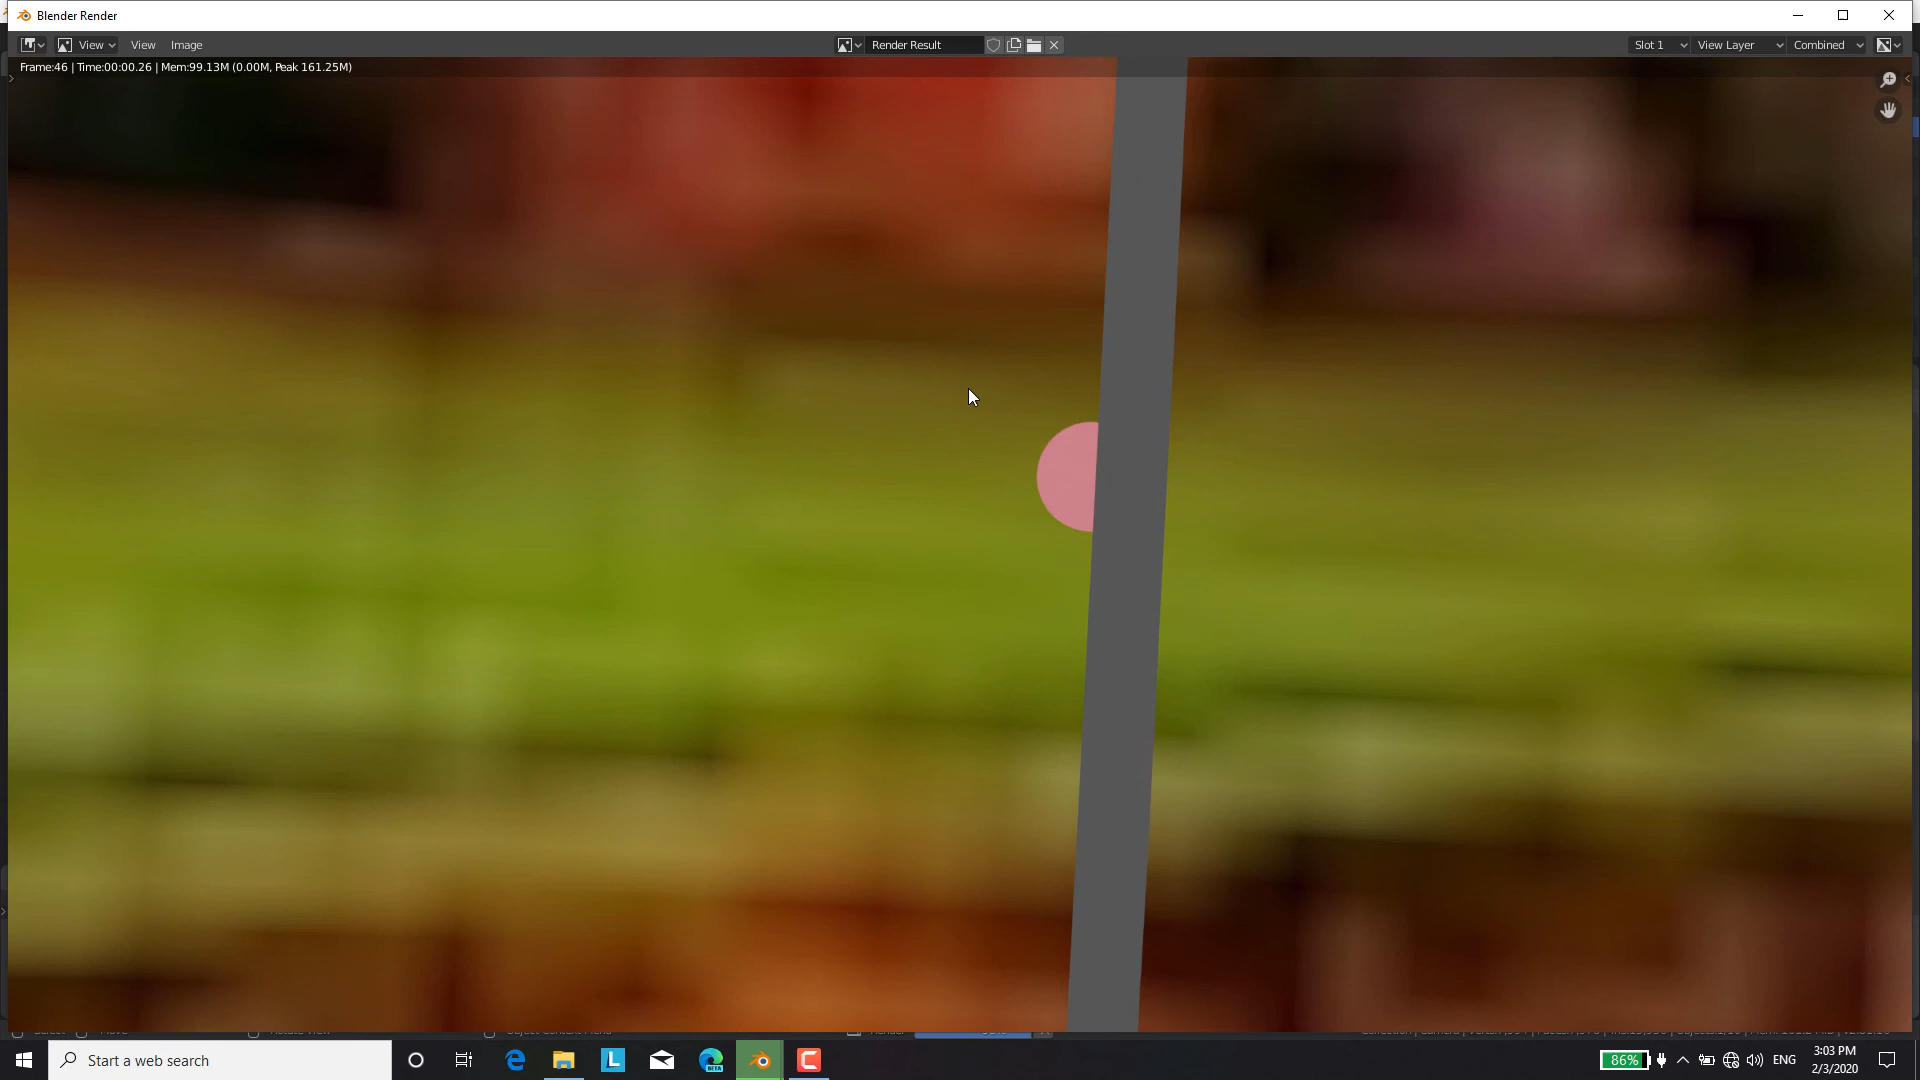 Blender Render
View View Image Render Result Slot 1 View Layer Combined
Frame:46 | Time:00:00.26 | Mem:99.13M (0.00M, Peak 161.25M)
Start a web search
L
BETA
C
86%
ENG
3:03 PM
2/3/2020